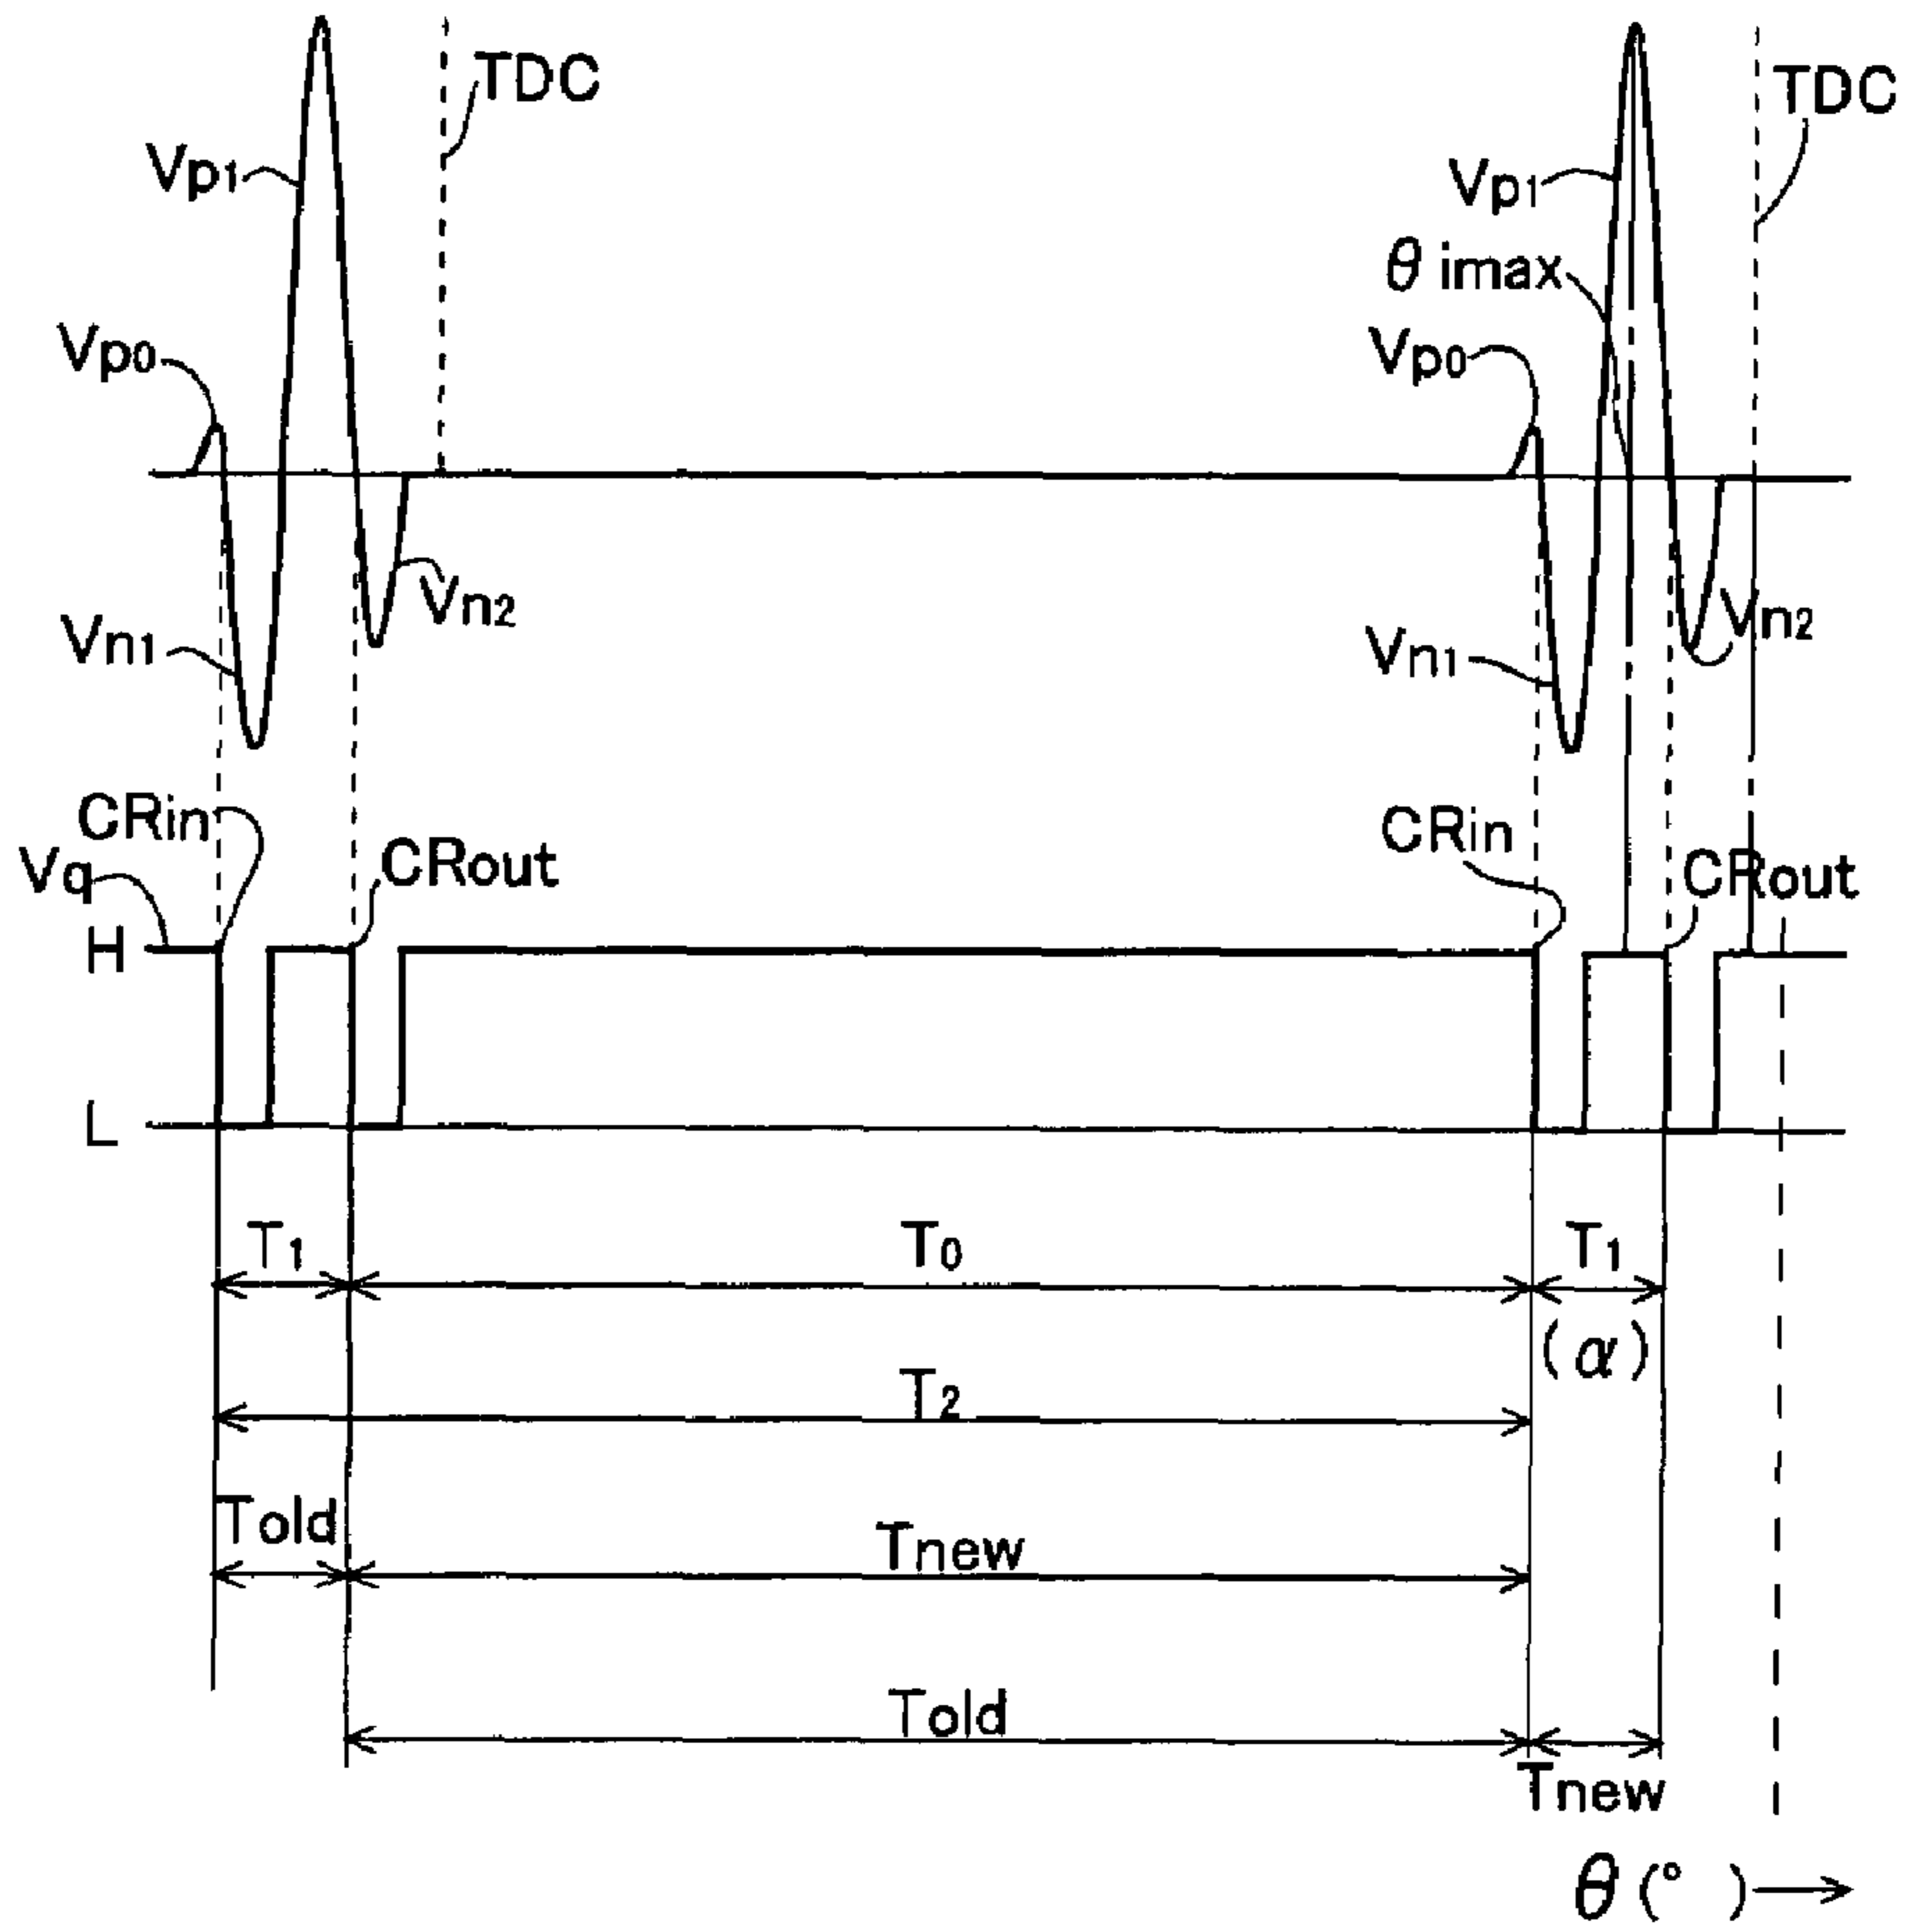 TDC
TDC
Vp1
Vp1
θimax
Vp0
Vp0
Vn2
Vn2
Vn1
Vn1
CRin
CRin
CRout
CRout
Vq
H
L
T1
T0
T1
(α)
T2
Told
Tnew
Told
Tnew
θ(° )